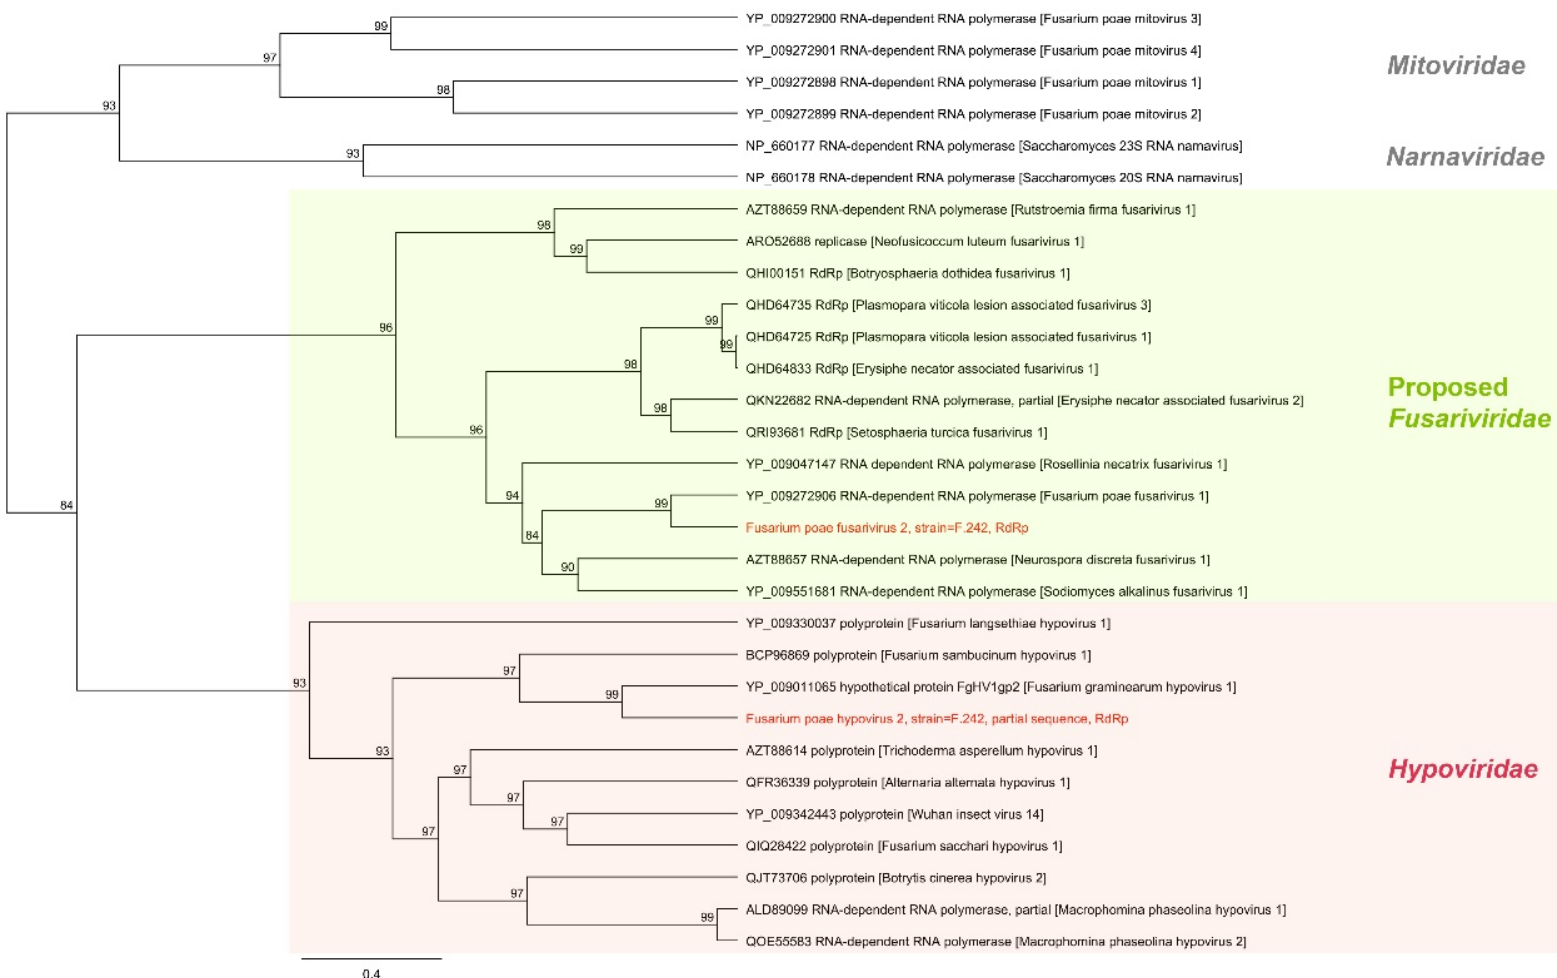 YP_009272900 RNA-dependent RNA polymerase [Fusarium poae mitovirus 3]
99
YP_009272901 RNA-dependent RNA polymerase [Fusarium poae mitovirus 4]
97
Mitoviridae
YP_009272898 RNA-dependent RNA polymerase [Fusarium poae mitovirus 1]
98
93
YP_009272899 RNA-dependent RNA polymerase [Fusarium poae mitovirus 2]
NP_660177 RNA-dependent RNA polymerase [Saccharomyces 23S RNA narnavirus]
93
Narnaviridae
NP_660178 RNA-dependent RNA polymerase [Saccharomyces 20S RNA narnavirus]
AZT88659 RNA-dependent RNA polymerase [Rutstroemia firma fusarivirus 1]
98
ARO52688 replicase [Neofusicoccum luteum fusarivirus 1]
99
QHI00151 RdRp [Botryosphaeria dothidea fusarivirus 1]
QHD64735 RdRp [Plasmopara viticola lesion associated fusarivirus 3]
99
96
QHD64725 RdRp [Plasmopara viticola lesion associated fusarivirus 1]
99
98
QHD64833 RdRp [Erysiphe necator associated fusarivirus 1]
Proposed
Fusariviridae
QKN22682 RNA-dependent RNA polymerase, partial [Erysiphe necator associated fusarivirus 2]
98
96
QRI93681 RdRp [Setosphaeria turcica fusarivirus 1]
YP_009047147 RNA dependent RNA polymerase [Rosellinia necatrix fusarivirus 1]
94
YP_009272906 RNA-dependent RNA polymerase [Fusarium poae fusarivirus 1]
99
84
Fusarium poae fusarivirus 2, strain=F.242, RdRp
84
AZT88657 RNA-dependent RNA polymerase [Neurospora discreta fusarivirus 1]
90
YP_009551681 RNA-dependent RNA polymerase [Sodiomyces alkalinus fusarivirus 1]
YP_009330037 polyprotein [Fusarium langsethiae hypovirus 1]
BCP96869 polyprotein [Fusarium sambucinum hypovirus 1]
97
93
YP_009011065 hypothetical protein FgHV1gp2 [Fusarium graminearum hypovirus 1]
99
Fusarium poae hypovirus 2, strain=F.242, partial sequence, RdRp
93
AZT88614 polyprotein [Trichoderma asperellum hypovirus 1]
97
Hypoviridae
QFR36339 polyprotein [Alternaria alternata hypovirus 1]
97
YP_009342443 polyprotein [Wuhan insect virus 14]
97
97
QIQ28422 polyprotein [Fusarium sacchari hypovirus 1]
QJT73706 polyprotein [Botrytis cinerea hypovirus 2]
97
ALD89099 RNA-dependent RNA polymerase, partial [Macrophomina phaseolina hypovirus 1]
99
QOE55583 RNA-dependent RNA polymerase [Macrophomina phaseolina hypovirus 2]
0.4